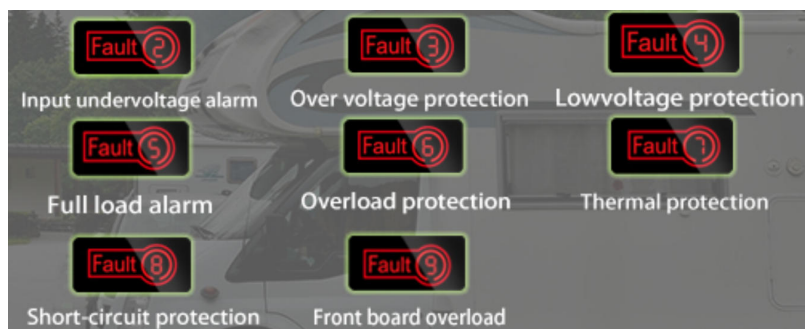 Fault 2
Fault 3
Fault 4
Input undervoltage alarm
Over voltage protection
Lowvoltage protection
Fault 5
Fault 6
Fault 7
Full load alarm
Overload protection
Thermal protection
Fault 8
Fault 9
Short-circuit protection
Front board overload